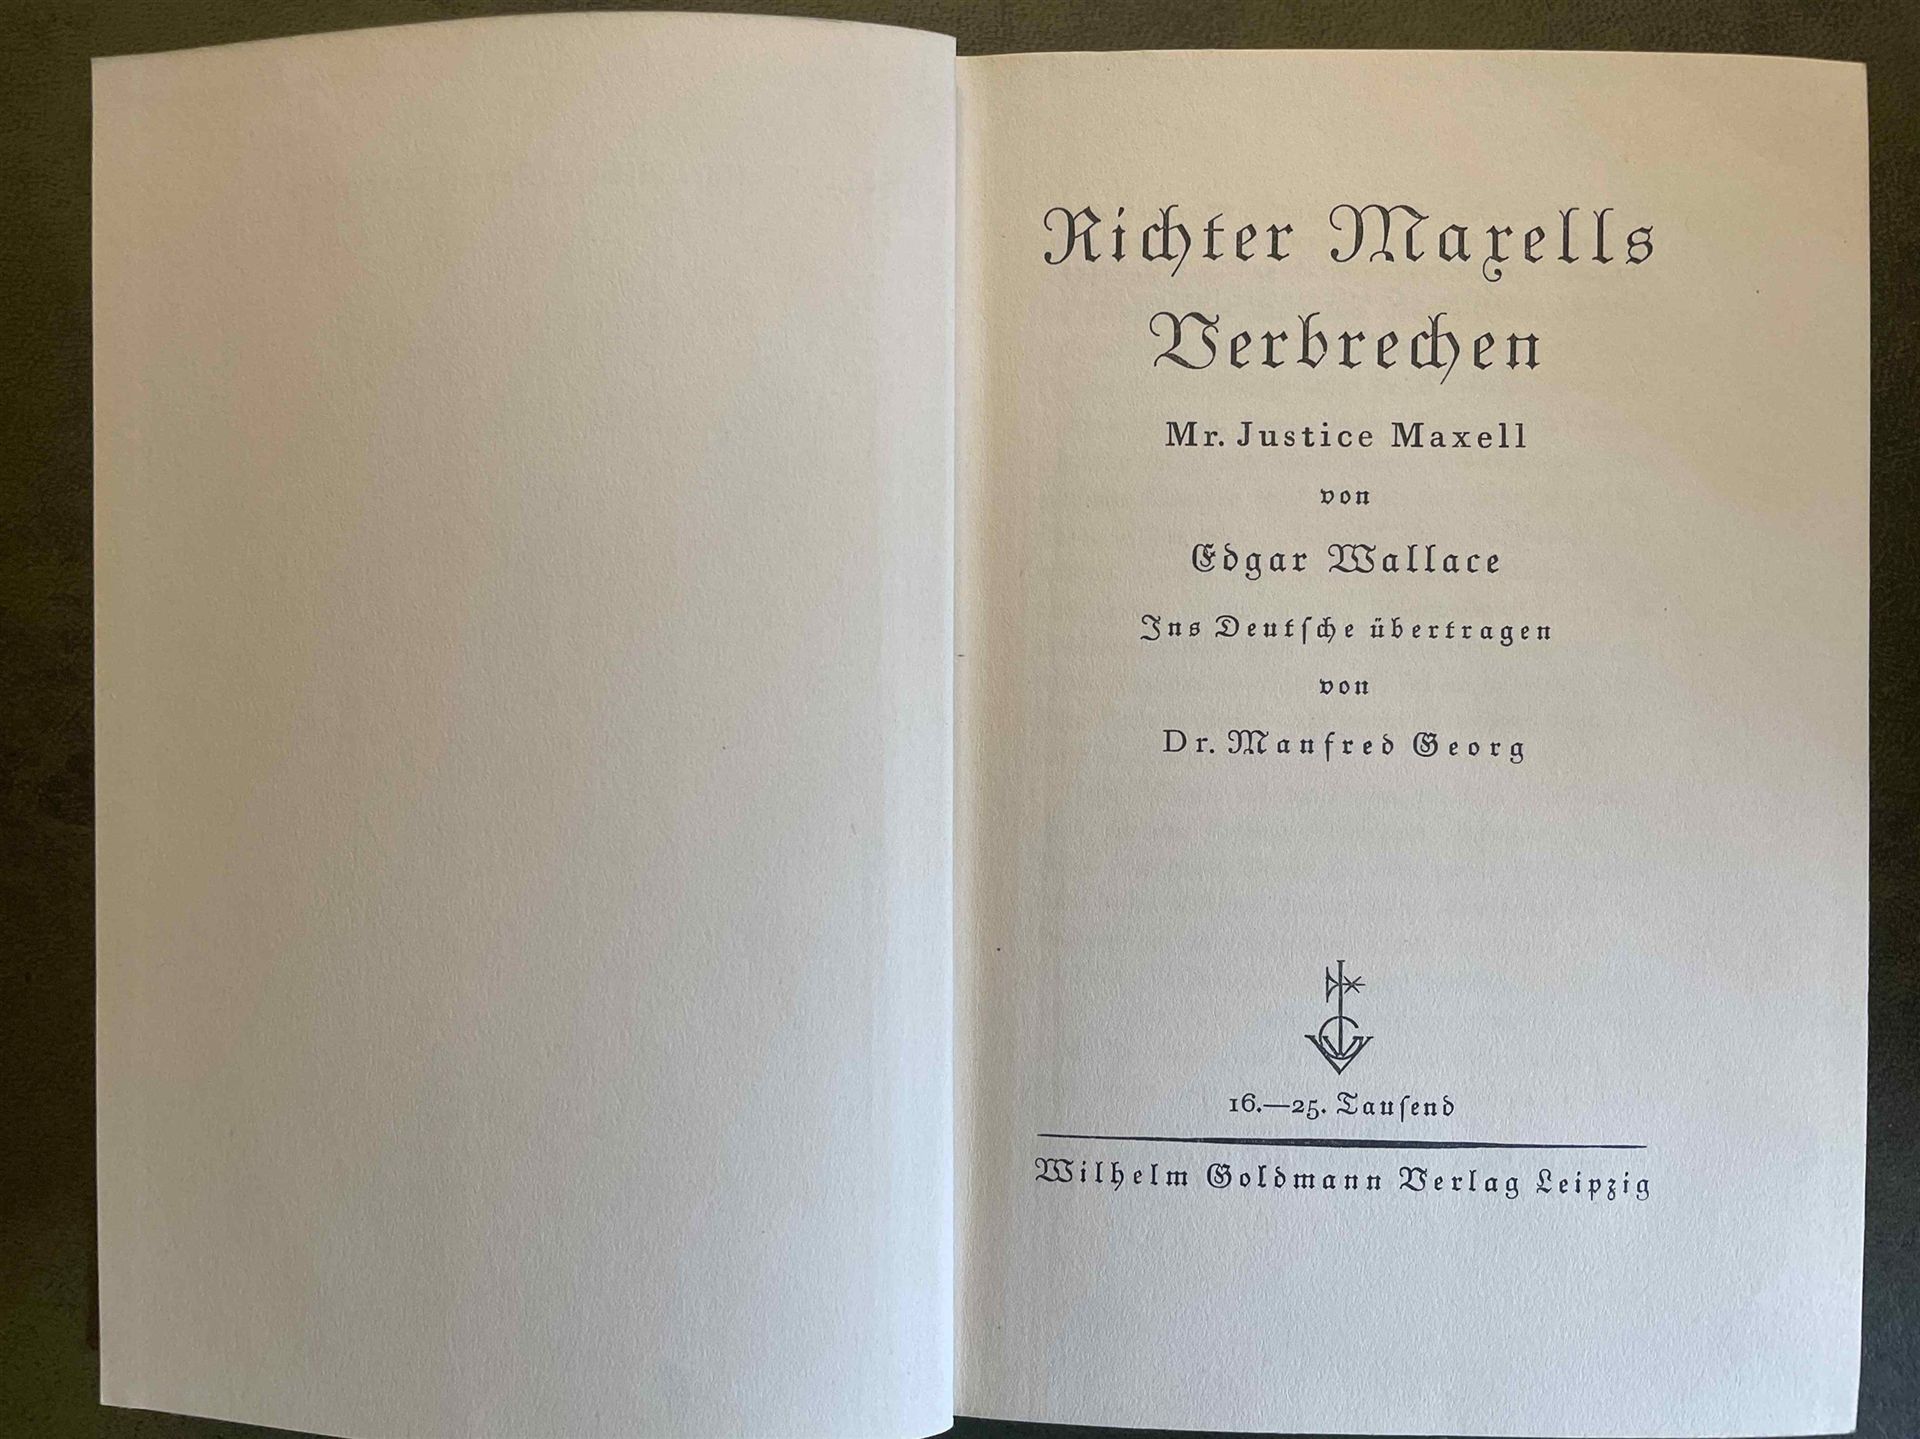 Richter Maxells
Verbrechen
Mr. Justice Maxell
von
Edgar Wallace
Ins Deutſche übertragen
von
Dr. Manfred Georg
16.—25. Tauſend
Wilhelm Goldmann Verlag Leipzig